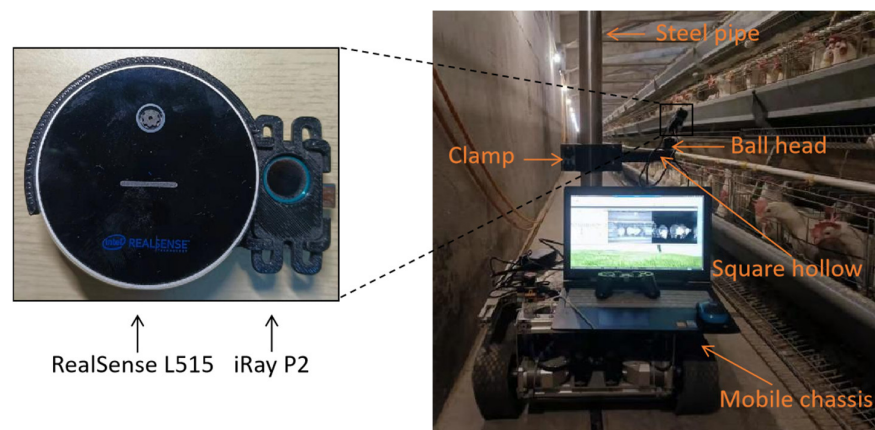 Steel pipe
Clamp
Ball head
Square hollow
Mobile chassis
intel REALSENSE
RealSense L515
iRay P2